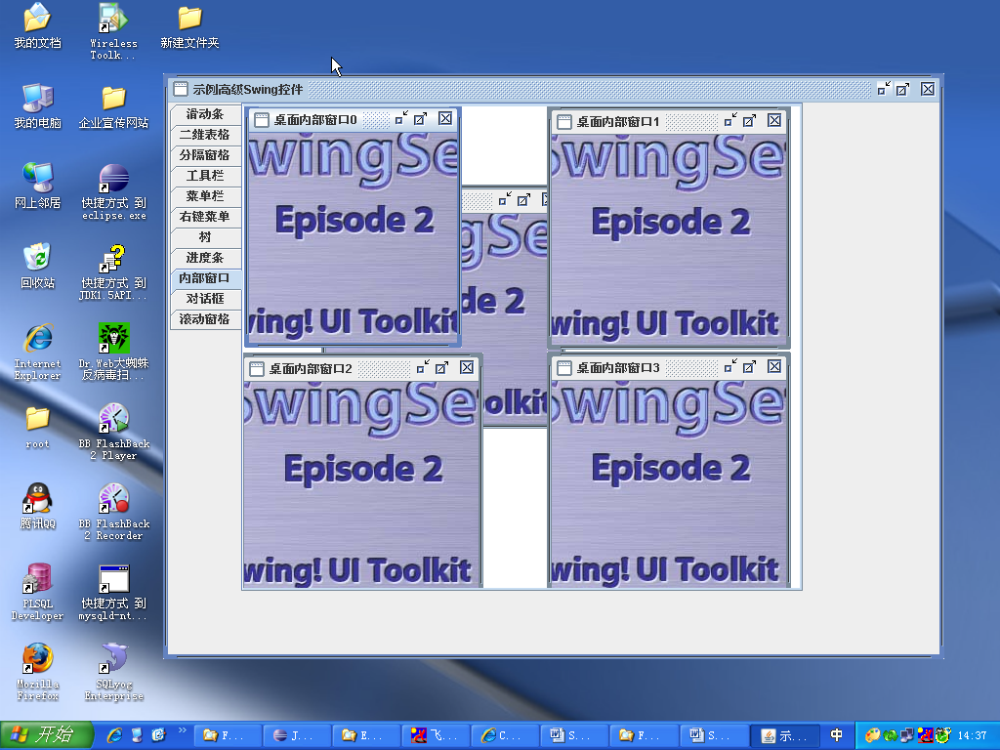 我的文档
Wireless
Toolk...
新建文件夹
我的电脑
企业宣传网站
网上邻居
快捷方式 到
eclipse.exe
回收站
快捷方式 到
JDK1.5API...
Internet
Explorer
Dr.Web大蜘蛛
反病毒扫...
root
BB FlashBack
2 Player
腾讯QQ
BB FlashBack
2 Recorder
PLSQL
Developer
快捷方式 到
mysqld-nt...
Mozilla
Firefox
SQLyog
Enterprise
示例高级Swing控件
滑动条
二维表格
分隔窗格
工具栏
菜单栏
右键菜单
树
进度条
内部窗口
对话框
滚动窗格
桌面内部窗口0
SwingSe
Episode 2
wing! UI Toolkit
桌面内部窗口1
SwingSet
Episode 2
wing! UI Toolkit
gSe
de 2
oolkit
桌面内部窗口2
SwingSe
Episode 2
wing! UI Toolkit
桌面内部窗口3
SwingSet
Episode 2
wing! UI Toolkit
开始
F...
J...
E...
飞...
C...
S...
F...
S...
示...
中
14:37